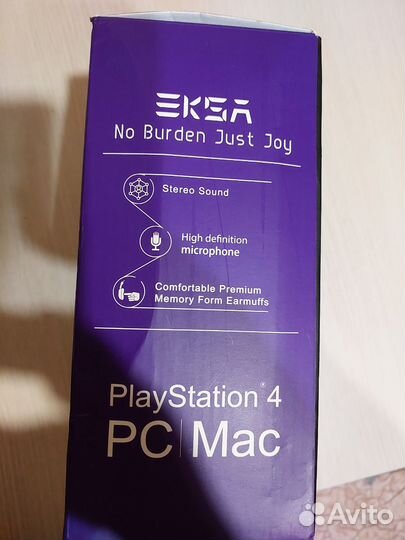 EKSA
No Burden Just Joy
Stereo Sound
High definition
microphone
Comfortable Premium
Memory Form Earmuffs
PlayStation®4
PC|Mac
Avito